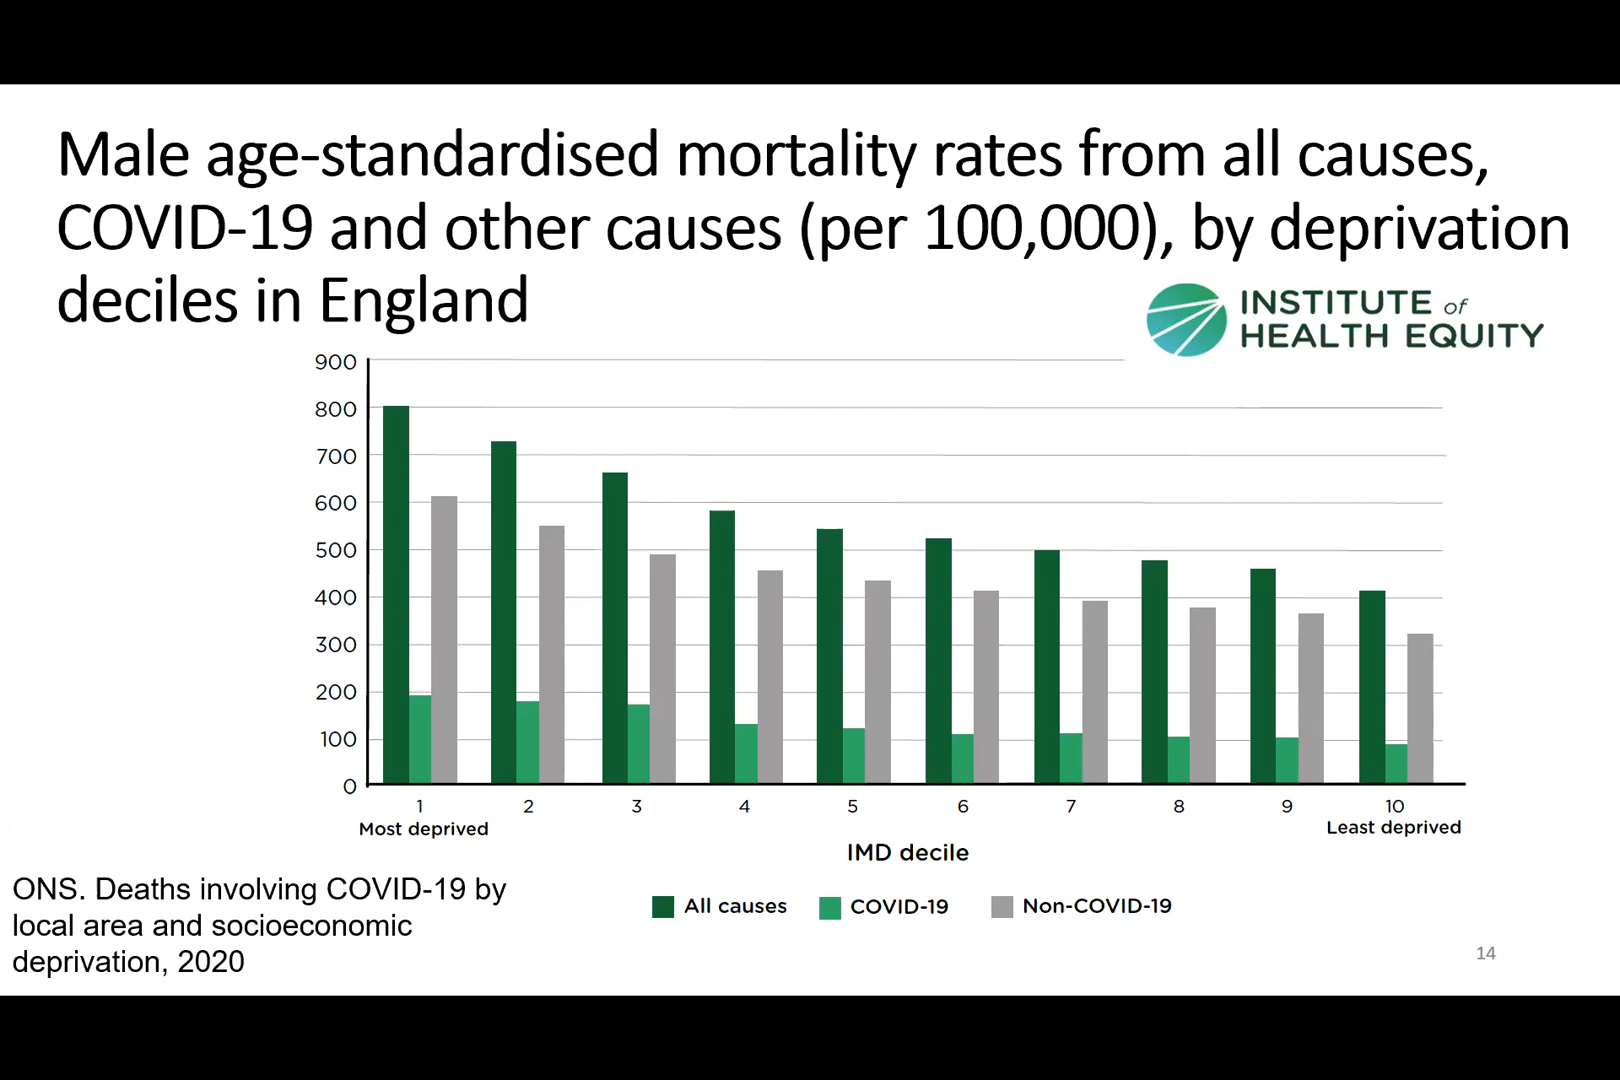 Male age-standardised mortality rates from all causes,
COVID-19 and other causes (per 100,000), by deprivation
deciles in England
INSTITUTE of
HEALTH EQUITY
900
800
700
600
500
400
300
200
100
0
1 2 3 4 5 6 7 8 9 10
Most deprived Least deprived
IMD decile
All causes COVID-19 Non-COVID-19
ONS. Deaths involving COVID-19 by
local area and socioeconomic
deprivation, 2020
14